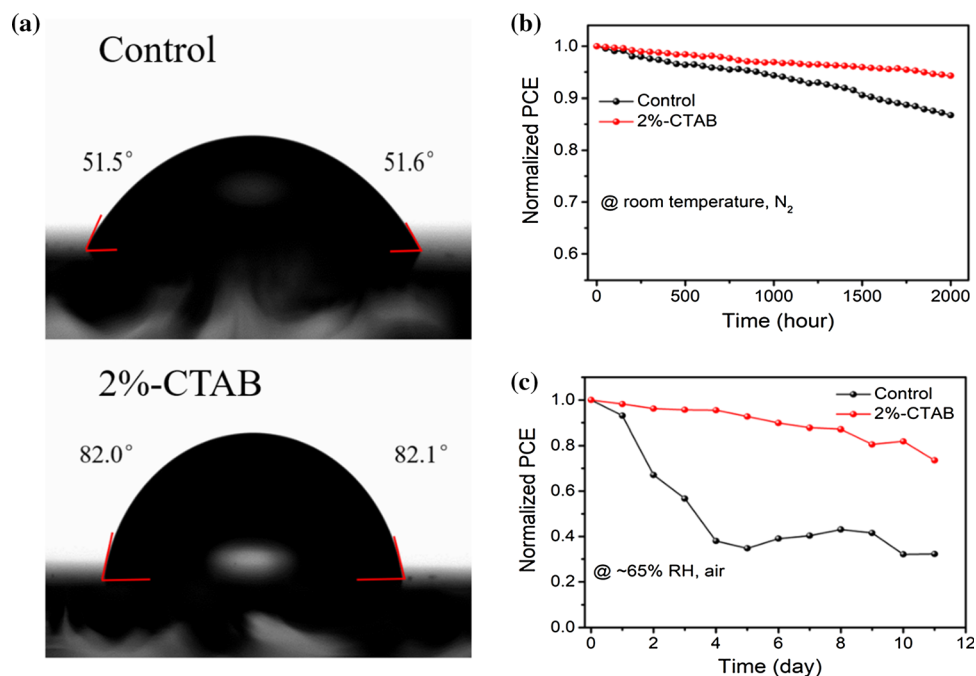 (a)
Control
51.5°
51.6°
2%-CTAB
82.0°
82.1°
(b)
Normalized PCE
1.0
0.9
0.8
0.7
0.6
Control
2%-CTAB
@ room temperature, N₂
0
500
1000
1500
2000
Time (hour)
(c)
Normalized PCE
1.0
0.8
0.6
0.4
0.2
0.0
Control
2%-CTAB
@ ~65% RH, air
0
2
4
6
8
10
12
Time (day)